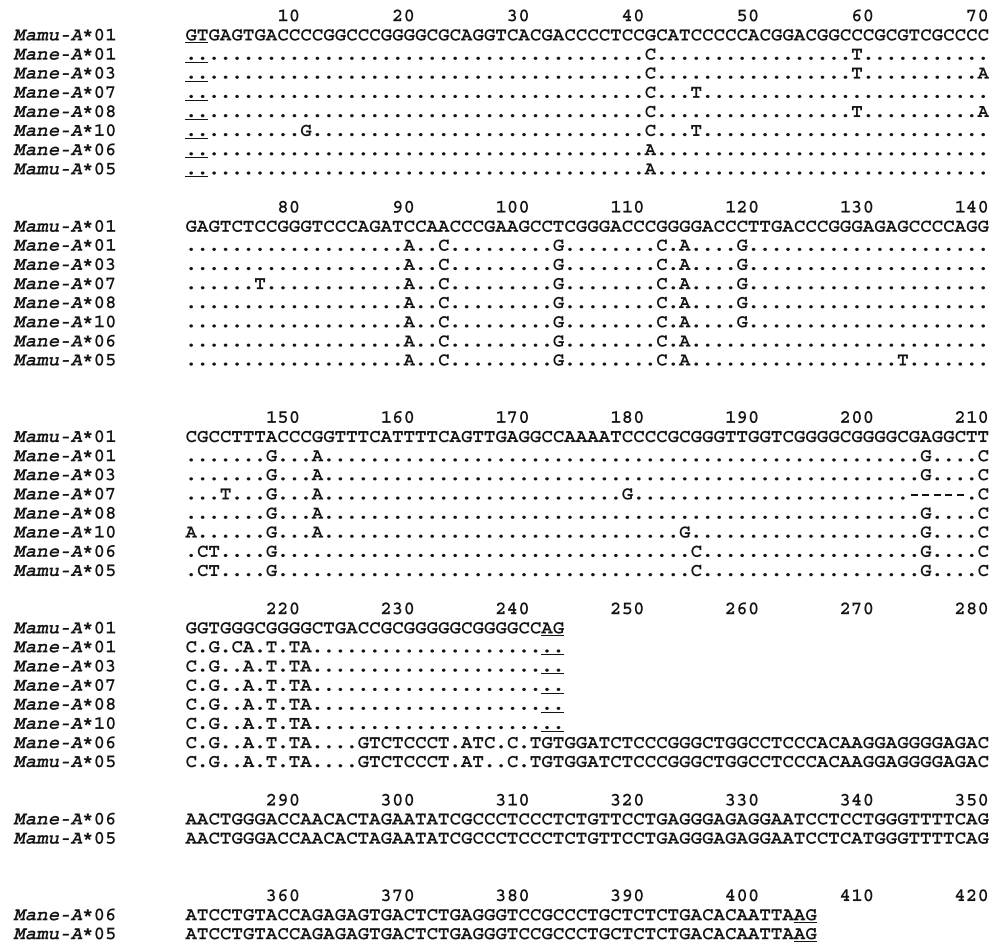 10 20 30 40 50 60 70
Mamu-A*01 GTGAGTGACCCCGGCCCGGGGCGCAGGTCACGACCCCTCCGCATCCCCCACGGACGGCCCGCGTCGCCCC
Mane-A*01 ........................................C.................T...........
Mane-A*03 ........................................C.................T..........A
Mane-A*07 ........................................C...T.........................
Mane-A*08 ........................................C.................T..........A
Mane-A*10 ..........G.............................C...T.........................
Mane-A*06 ........................................A.............................
Mamu-A*05 ........................................A.............................
80 90 100 110 120 130 140
Mamu-A*01 GAGTCTCCGGGTCCCAGATCCAACCCGAAGCCTCGGGACCCGGGGACCCTTGACCCGGGAGAGCCCCAGG
Mane-A*01 ...................A..C.........G........C.A....G.....................
Mane-A*03 ...................A..C.........G........C.A....G.....................
Mane-A*07 ......T............A..C.........G........C.A....G.....................
Mane-A*08 ...................A..C.........G........C.A..........................
Mane-A*10 ...................A..C.........G........C.A....G.....................
Mane-A*06 ...................A..C.........G........C.A..........................
Mamu-A*05 ...................A..C.........G........C.A..................T.......
150 160 170 180 190 200 210
Mamu-A*01 CGCCTTTACCCGGTTTCATTTTCAGTTGAGGCCAAAATCCCCGCGGGTTGGTCGGGGCGGGGCGAGGCTT
Mane-A*01 .......G...A....................................................G....C
Mane-A*03 .......G...A....................................................G....C
Mane-A*07 ...T...G...A..........................G........................-----.C
Mane-A*08 .......G...A....................................................G....C
Mane-A*10 A......G...A...............................G....................G....C
Mane-A*06 .CT....G....................................C...................G....C
Mamu-A*05 .CT....G....................................C...................G....C
220 230 240 250 260 270 280
Mamu-A*01 GGTGGGCGGGGCTGACCGCGGGGGCGGGGCCAG
Mane-A*01 C.G.CA.T.TA......................
Mane-A*03 C.G..A.T.TA......................
Mane-A*07 C.G..A.T.TA......................
Mane-A*08 C.G..A.T.TA......................
Mane-A*10 C.G..A.T.TA......................
Mane-A*06 C.G..A.T.TA....GTCTCCCT.ATC.C.TGTGGATCTCCCGGGCTGGCCTCCCACAAGGAGGGGAGAC
Mamu-A*05 C.G..A.T.TA....GTCTCCCT.AT..C.TGTGGATCTCCCGGGCTGGCCTCCCACAAGGAGGGGAGAC
290 300 310 320 330 340 350
Mane-A*06 AACTGGGACCAACACTAGAATATCGCCCTCCCTCTGTTCCTGAGGGAGAGGAATCCTCCTGGGTTTTCAG
Mamu-A*05 AACTGGGACCAACACTAGAATATCGCCCTCCCTCTGTTCCTGAGGGAGAGGAATCCTCATGGGTTTTCAG
360 370 380 390 400 410 420
Mane-A*06 ATCCTGTACCAGAGAGTGACTCTGAGGGTCCGCCCTGCTCTCTGACACAATTAAG
Mamu-A*05 ATCCTGTACCAGAGAGTGACTCTGAGGGTCCGCCCTGCTCTCTGACACAATTAAG